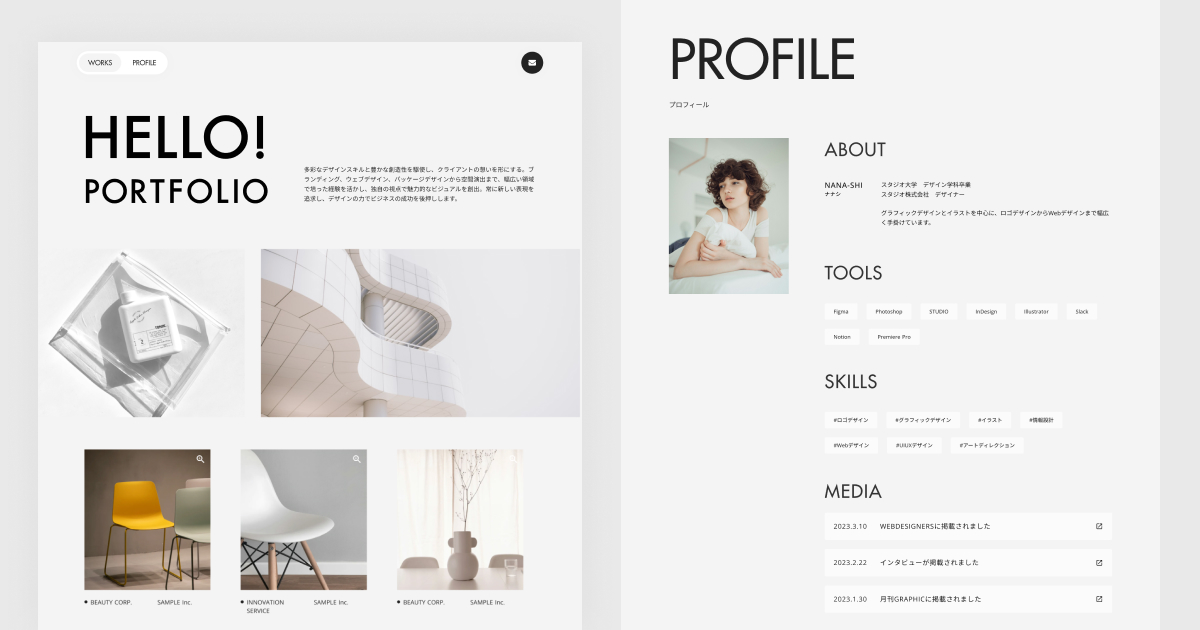 WORKS PROFILE
HELLO!
PORTFOLIO
多彩なデザインスキルと豊かな創造性を駆使し、クライアントの想いを形にする。ブ
ランディング、ウェブデザイン、パッケージデザインから空間演出まで。幅広い領域
で培った経験を活かし、独自の視点で魅力的なビジュアルを創出。常に新しい表現を
追求し、デザインの力でビジネスの成功を後押しします。
BEAUTY CORP. SAMPLE Inc.
INNOVATION SERVICE SAMPLE Inc.
BEAUTY CORP. SAMPLE Inc.
PROFILE
プロフィール
ABOUT
NANA-SHI
ナナシ
スタジオ大学 デザイン学科卒業
スタジオ株式会社 デザイナー
グラフィックデザインとイラストを中心に、ロゴデザインからWebデザインまで幅広
く手掛けています。
TOOLS
Figma Photoshop STUDIO InDesign Illustrator Slack
Notion Premiere Pro
SKILLS
#ロゴデザイン #グラフィックデザイン #イラスト #情報設計
#Webデザイン #UIUXデザイン #アートディレクション
MEDIA
2023.3.10 WEBDESIGNERSに掲載されました
2023.2.22 インタビューが掲載されました
2023.1.30 月刊GRAPHICに掲載されました